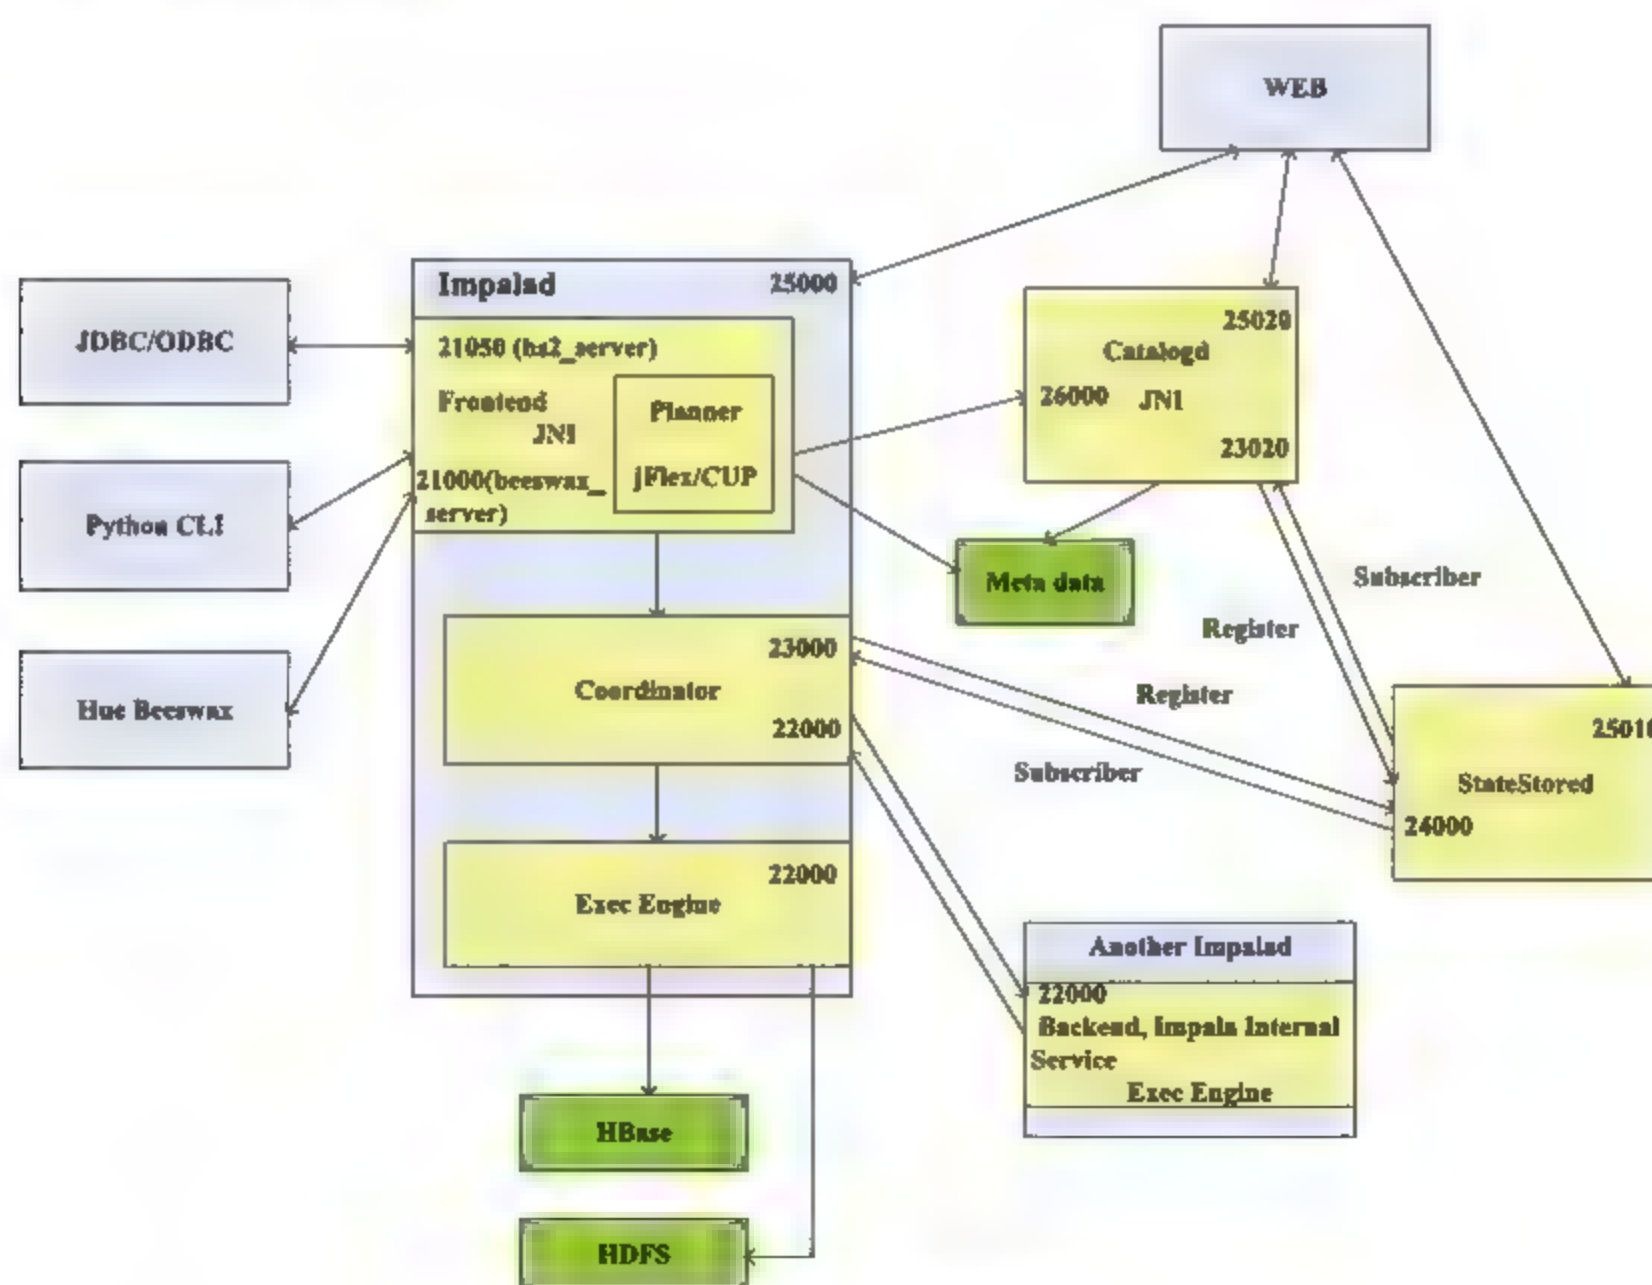 WEB
Impalad
25000
JDBC/ODBC
21050 (hs2_server)
Frontend
JNI
Planner
jFlex/CUP
21000(beeswax_
server)
25020
Catalogd
26000
JNI
23020
Python CLI
Meta data
Subscriber
Register
23000
Coordinator
22000
Hue Beeswax
Register
Subscriber
25010
StateStored
24000
22000
Exec Engine
Another Impalad
22000
Backend, Impala Internal
Service
Exec Engine
HBase
HDFS